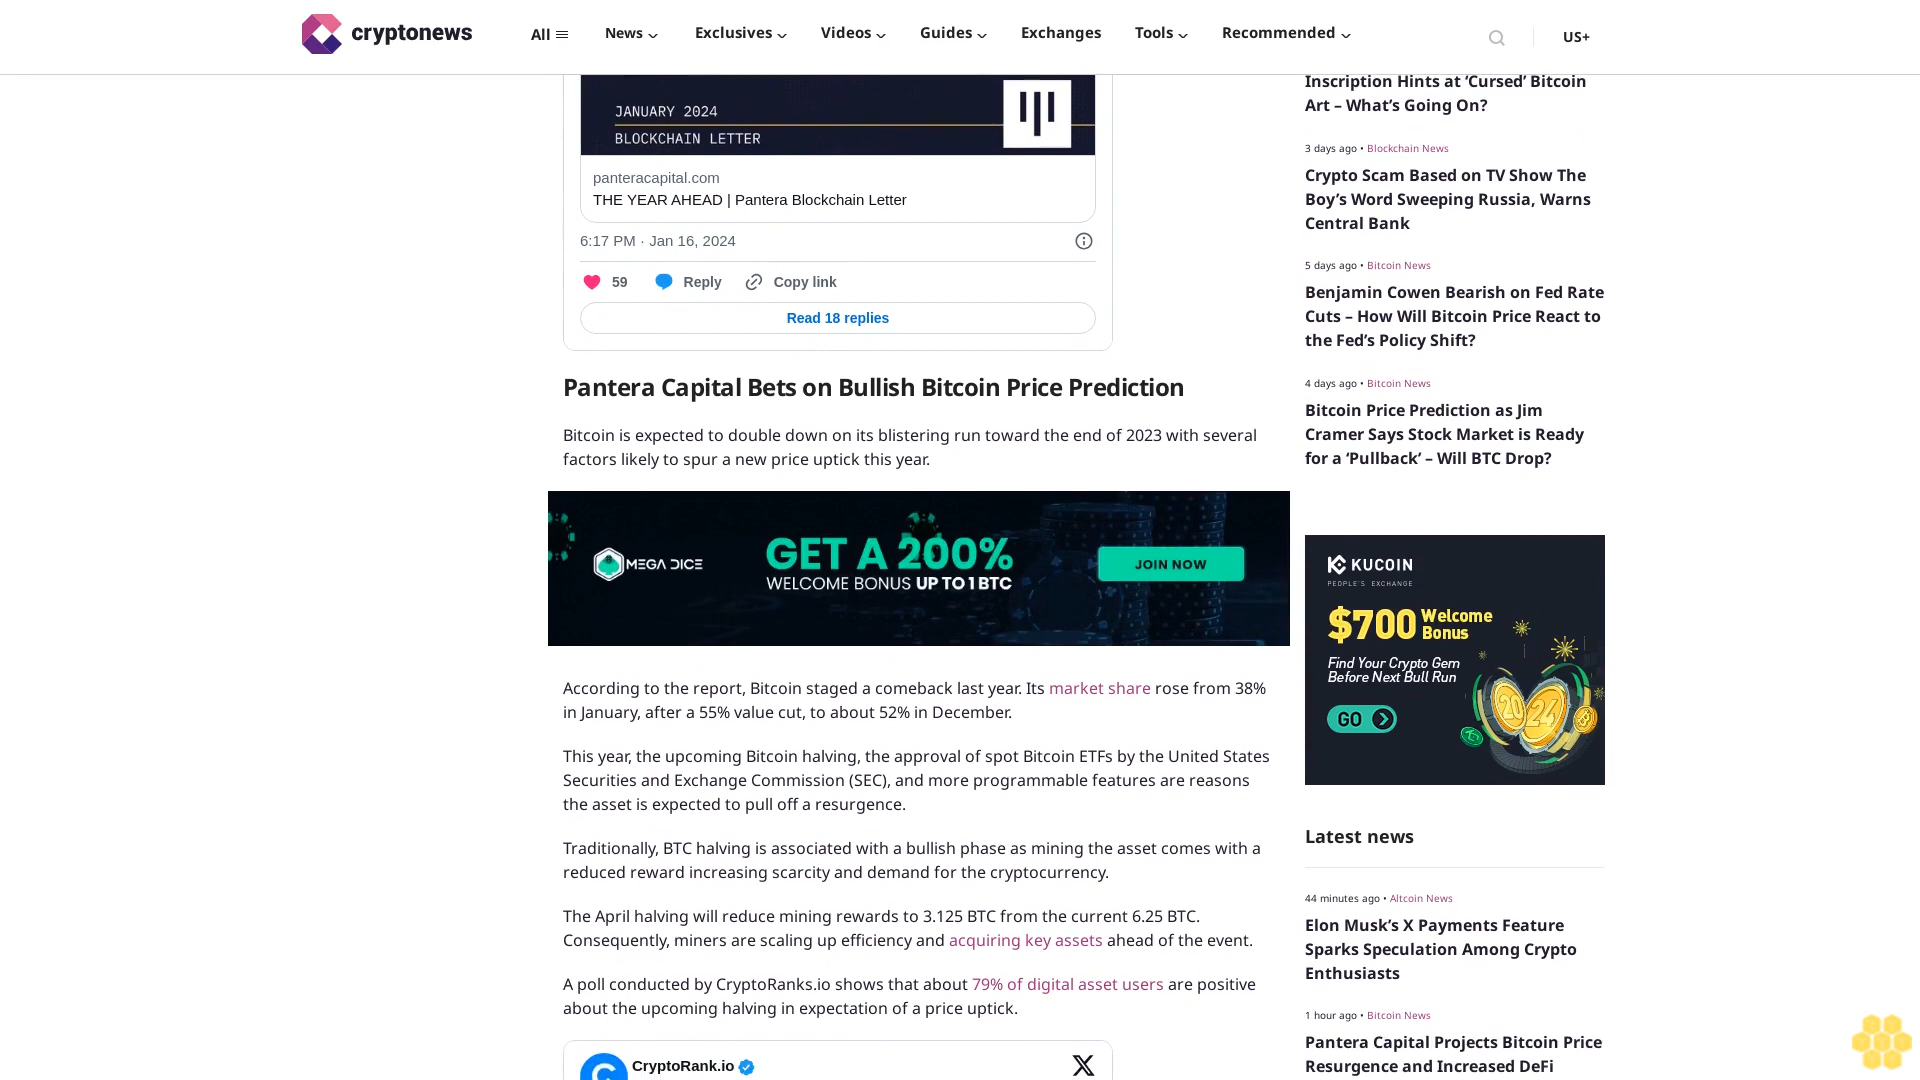 cryptonews
All
News
Exclusives
Videos
Guides
Exchanges
Tools
Recommended
US+
JANUARY 2024
BLOCKCHAIN LETTER
panteracapital.com
THE YEAR AHEAD | Pantera Blockchain Letter
6:17 PM · Jan 16, 2024
59
Reply
Copy link
Read 18 replies
Pantera Capital Bets on Bullish Bitcoin Price Prediction
Bitcoin is expected to double down on its blistering run toward the end of 2023 with several
factors likely to spur a new price uptick this year.
MEGA DICE
GET A 200%
WELCOME BONUS UP TO 1 BTC
JOIN NOW
According to the report, Bitcoin staged a comeback last year. Its market share rose from 38%
in January, after a 55% value cut, to about 52% in December.
This year, the upcoming Bitcoin halving, the approval of spot Bitcoin ETFs by the United States
Securities and Exchange Commission (SEC), and more programmable features are reasons
the asset is expected to pull off a resurgence.
Traditionally, BTC halving is associated with a bullish phase as mining the asset comes with a
reduced reward increasing scarcity and demand for the cryptocurrency.
The April halving will reduce mining rewards to 3.125 BTC from the current 6.25 BTC.
Consequently, miners are scaling up efficiency and acquiring key assets ahead of the event.
A poll conducted by CryptoRanks.io shows that about 79% of digital asset users are positive
about the upcoming halving in expectation of a price uptick.
CryptoRank.io
Inscription Hints at ‘Cursed’ Bitcoin
Art – What’s Going On?
3 days ago • Blockchain News
Crypto Scam Based on TV Show The
Boy’s Word Sweeping Russia, Warns
Central Bank
5 days ago • Bitcoin News
Benjamin Cowen Bearish on Fed Rate
Cuts – How Will Bitcoin Price React to
the Fed’s Policy Shift?
4 days ago • Bitcoin News
Bitcoin Price Prediction as Jim
Cramer Says Stock Market is Ready
for a ‘Pullback’ – Will BTC Drop?
KUCOIN
PEOPLE'S EXCHANGE
$700 Welcome
Bonus
Find Your Crypto Gem
Before Next Bull Run
GO
20
24
Latest news
44 minutes ago • Altcoin News
Elon Musk’s X Payments Feature
Sparks Speculation Among Crypto
Enthusiasts
1 hour ago • Bitcoin News
Pantera Capital Projects Bitcoin Price
Resurgence and Increased DeFi